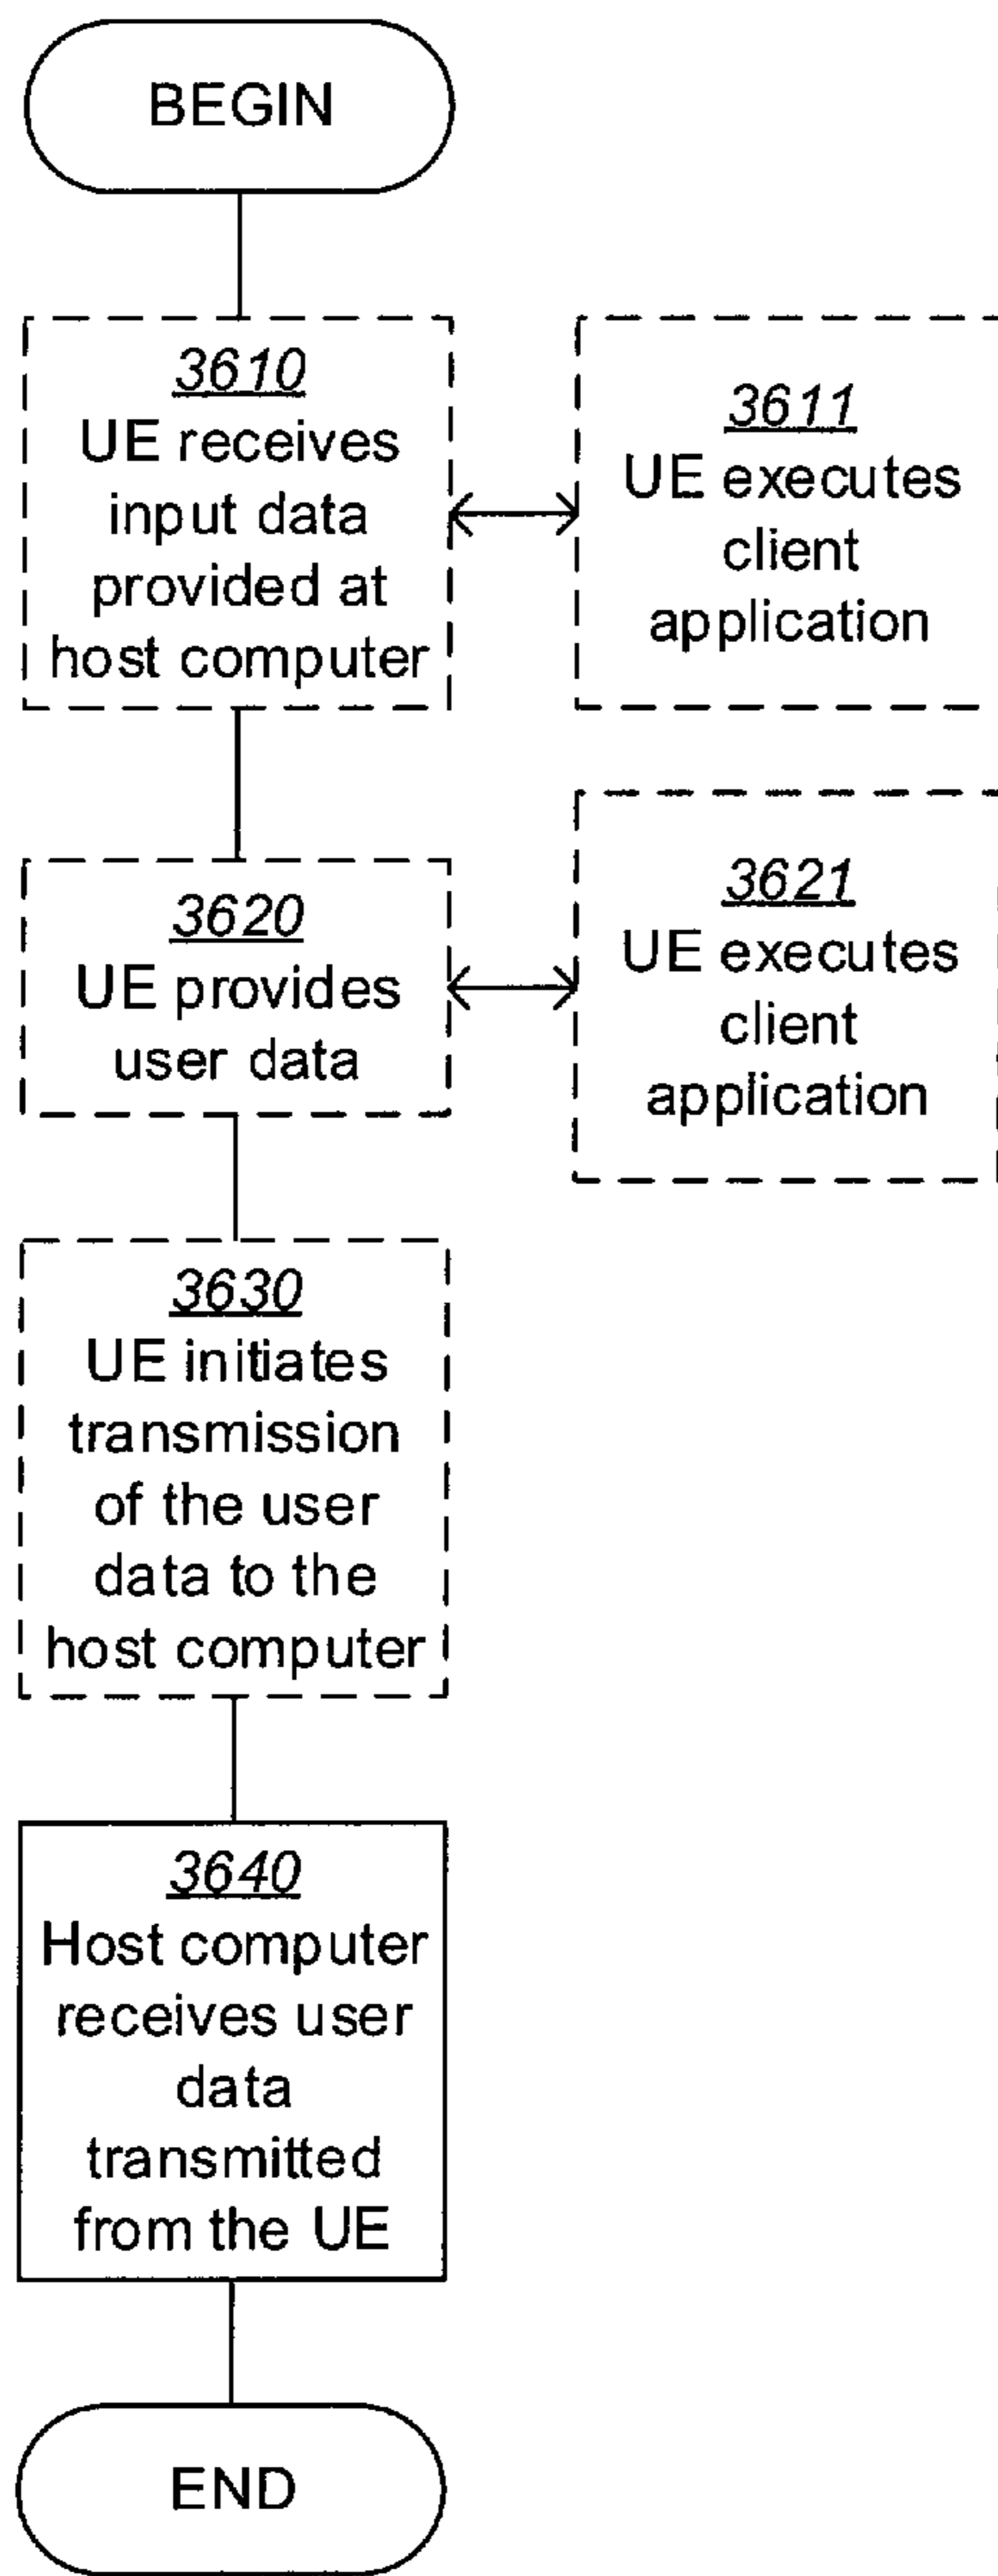 BEGIN
3610
UE receives
input data
provided at
host computer
3611
UE executes
client
application
3620
UE provides
user data
3621
UE executes
client
application
3630
UE initiates
transmission
of the user
data to the
host computer
3640
Host computer
receives user
data
transmitted
from the UE
END